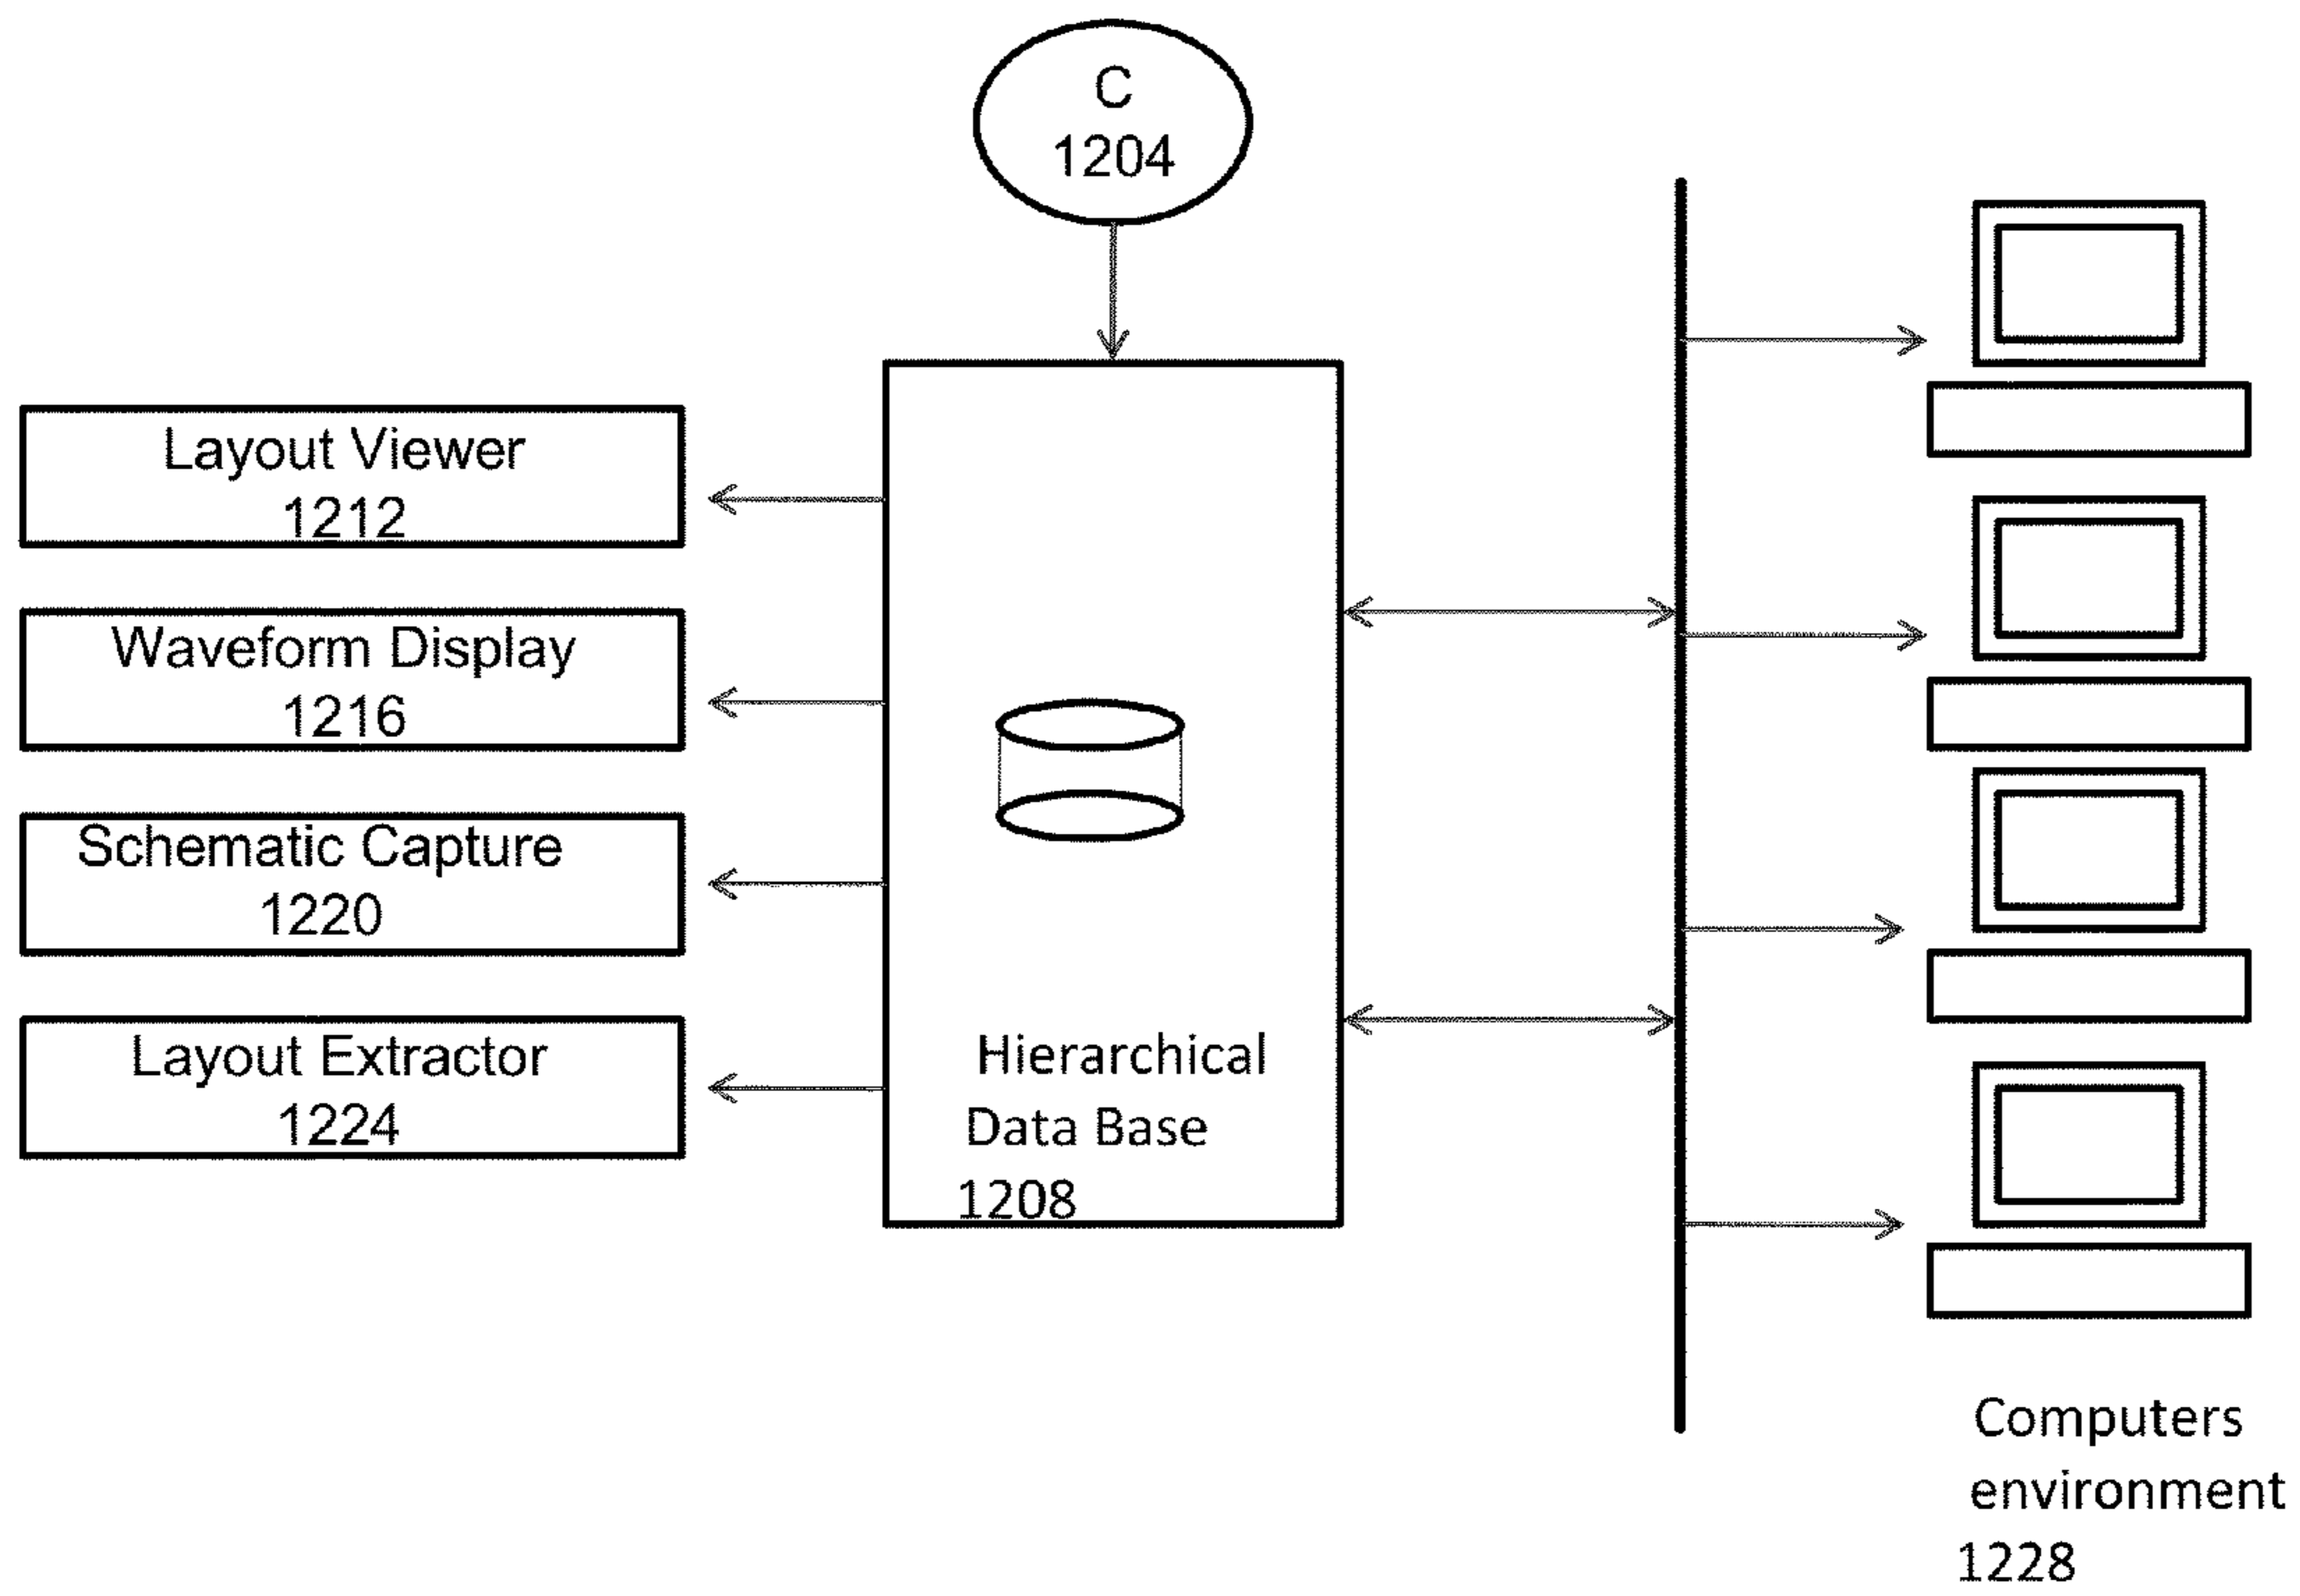 C
1204
Layout Viewer
1212
Waveform Display
1216
Schematic Capture
1220
Layout Extractor
1224
Hierarchical
Data Base
1208
Computers
environment
1228